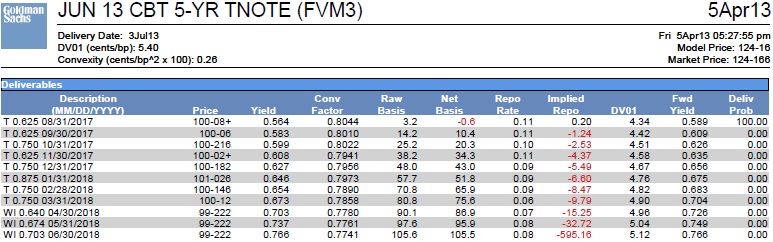 Goldman
Sachs
JUN 13 CBT 5-YR TNOTE (FVM3) 5Apr13
Delivery Date: 3Jul13 Fri 5Apr13 05:27:55 pm
DV01 (cents/bp): 5.40 Model Price: 124-16
Convexity (cents/bp^2 x 100): 0.26 Market Price: 124-166
Deliverables
Description Conv Raw Net Repo Implied Fwd Deliv
(MM/DD/YYYY) Price Yield Factor Basis Basis Rate Repo DV01 Yield Prob
T 0.625 08/31/2017 100-08+ 0.564 0.8044 3.2 -0.6 0.11 0.20 4.34 0.589 100.00
T 0.625 09/30/2017 100-06 0.583 0.8010 14.2 10.4 0.11 -1.24 4.42 0.609 0.00
T 0.750 10/31/2017 100-216 0.599 0.8022 25.2 20.3 0.11 -2.53 4.51 0.626 0.00
T 0.625 11/30/2017 100-02+ 0.608 0.7941 38.2 34.3 0.11 -4.37 4.58 0.635 0.00
T 0.750 12/31/2017 100-182 0.627 0.7956 48.0 43.0 0.09 -5.49 4.67 0.656 0.00
T 0.875 01/31/2018 101-026 0.646 0.7973 57.7 51.8 0.09 -6.60 4.76 0.675 0.00
T 0.750 02/28/2018 100-146 0.654 0.7890 70.8 65.9 0.09 -8.47 4.82 0.683 0.00
T 0.750 03/31/2018 100-12 0.673 0.7858 80.8 75.6 0.06 -9.79 4.90 0.704 0.00
WI 0.640 04/30/2018 99-222 0.703 0.7780 90.1 86.9 0.07 -15.25 4.96 0.726 0.00
WI 0.674 05/31/2018 99-222 0.737 0.7761 97.6 95.9 0.08 -32.72 5.04 0.749 0.00
WI 0.703 06/30/2018 99-222 0.766 0.7741 105.6 105.5 0.08 -595.16 5.12 0.766 0.00